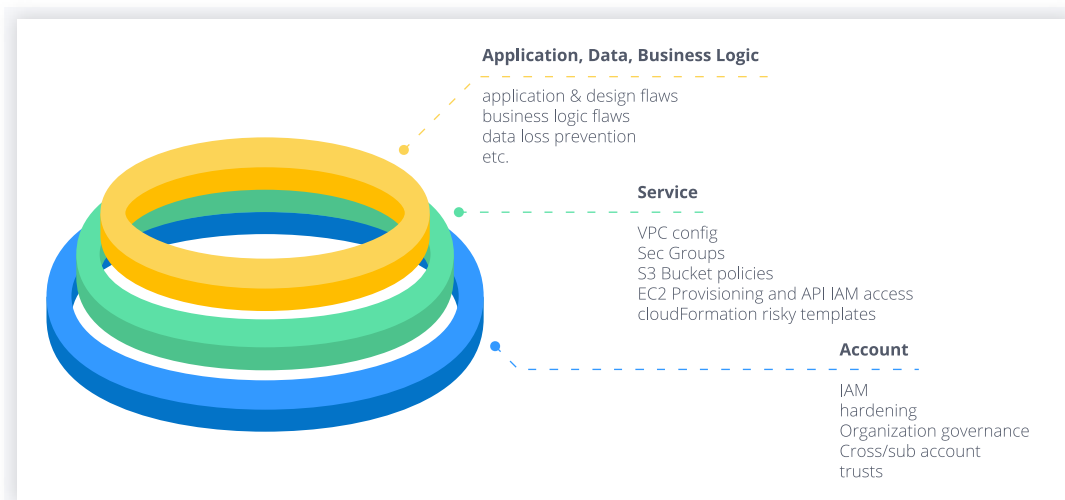 Application, Data, Business Logic
application & design flaws
business logic flaws
data loss prevention
etc.
Service
VPC config
Sec Groups
S3 Bucket policies
EC2 Provisioning and API IAM access
cloudFormation risky templates
Account
IAM
hardening
Organization governance
Cross/sub account
trusts